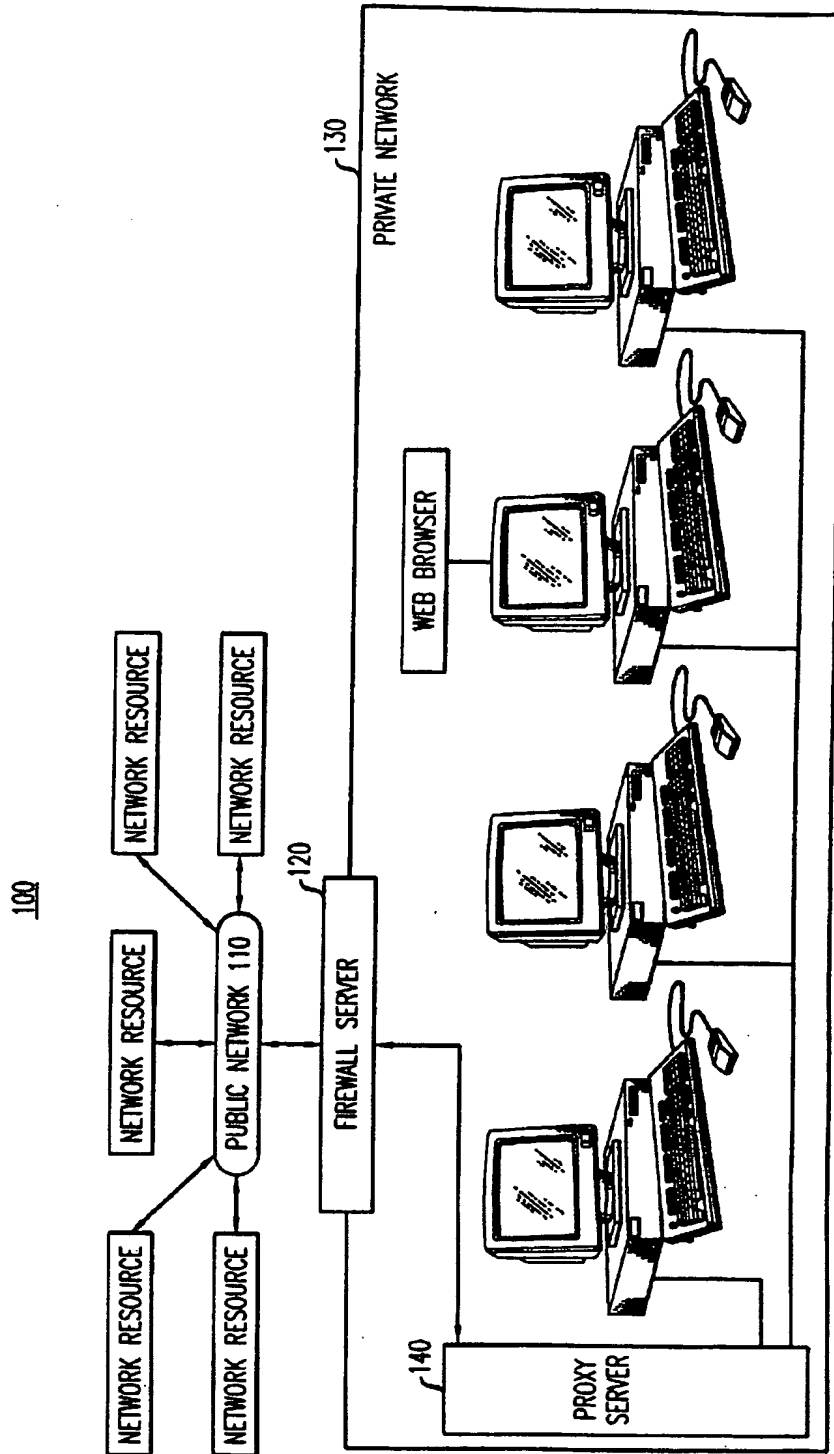 100
NETWORK RESOURCE
NETWORK RESOURCE
NETWORK RESOURCE
NETWORK RESOURCE
PUBLIC NETWORK 110
NETWORK RESOURCE
120
FIREWALL SERVER
130
PRIVATE NETWORK
WEB BROWSER
140
PROXY
SERVER